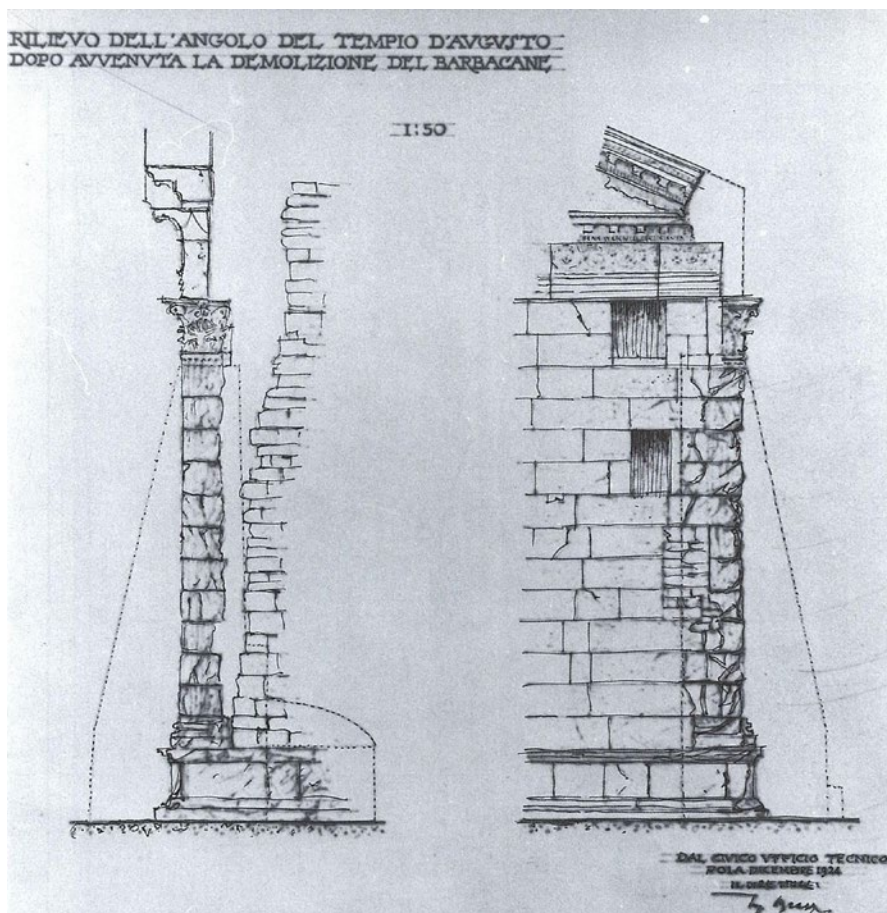 RILIEVO DELL'ANGOLO DEL TEMPIO D'AVGVSTO
DOPO AVVENVTA LA DEMOLIZIONE DEL BARBACANE
1:50
DAL CIVICO VFFICIO TECNICO
POLA DICEMBRE 1924
IL DIRETTORE: